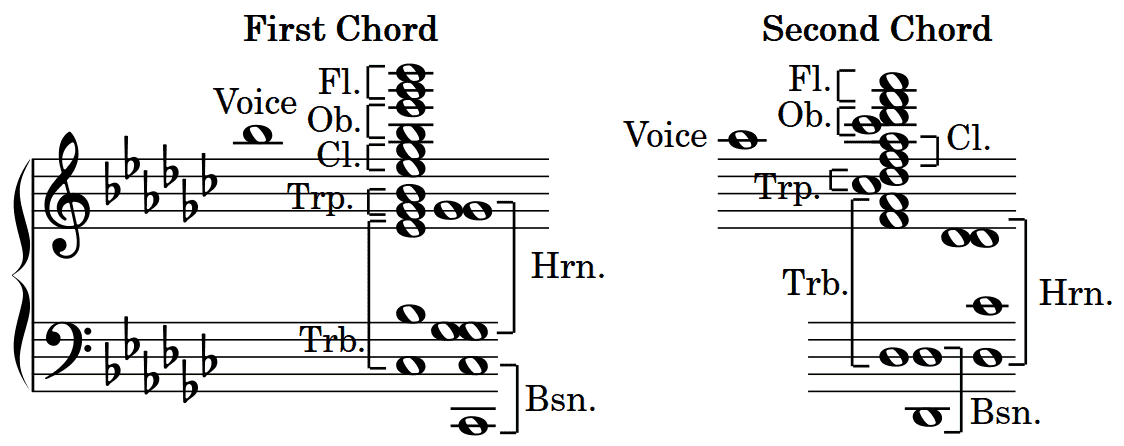 First Chord
Voice
Fl.
Ob.
Cl.
Trp.
Hrn.
Trb.
Bsn.
Second Chord
Voice
Fl.
Ob.
Cl.
Trp.
Trb.
Hrn.
Bsn.